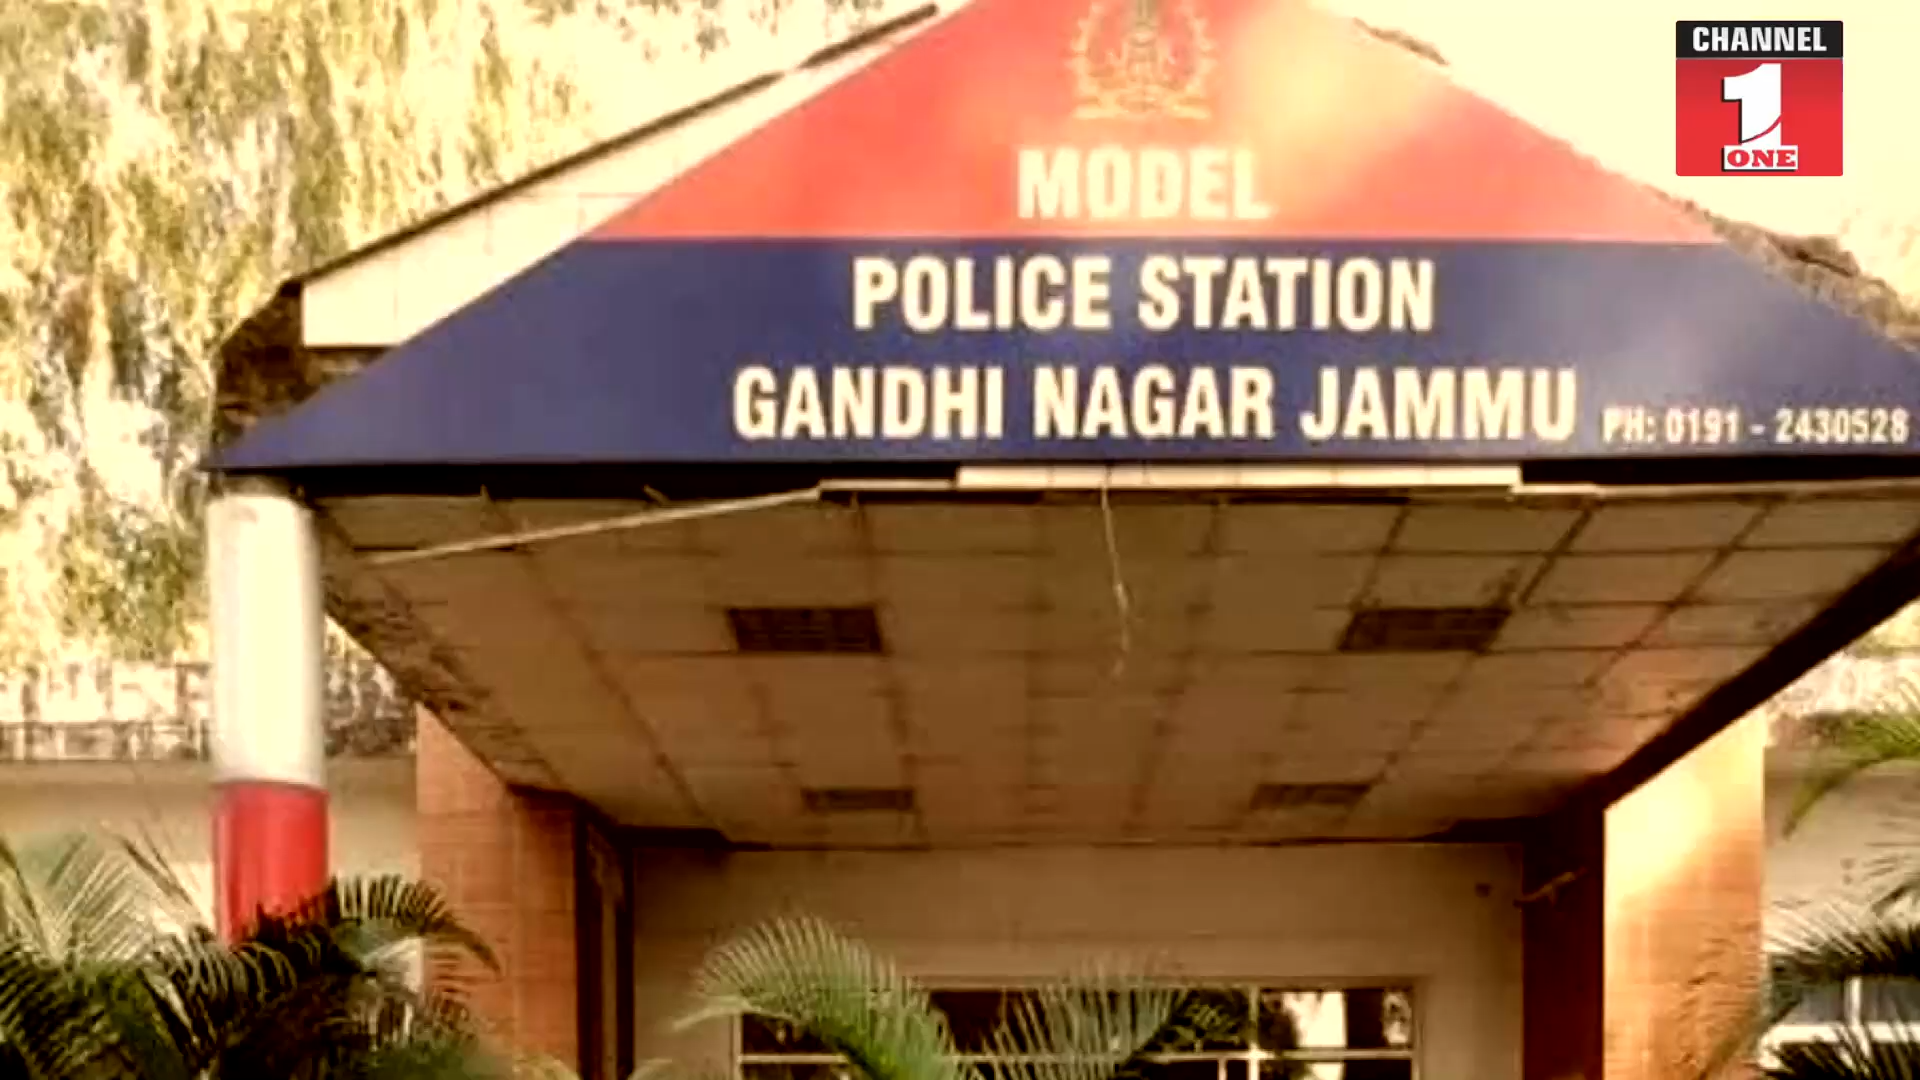 CHANNEL
1
ONE
MODEL
POLICE STATION
GANDHI NAGAR JAMMU PH: 0191 - 2430528